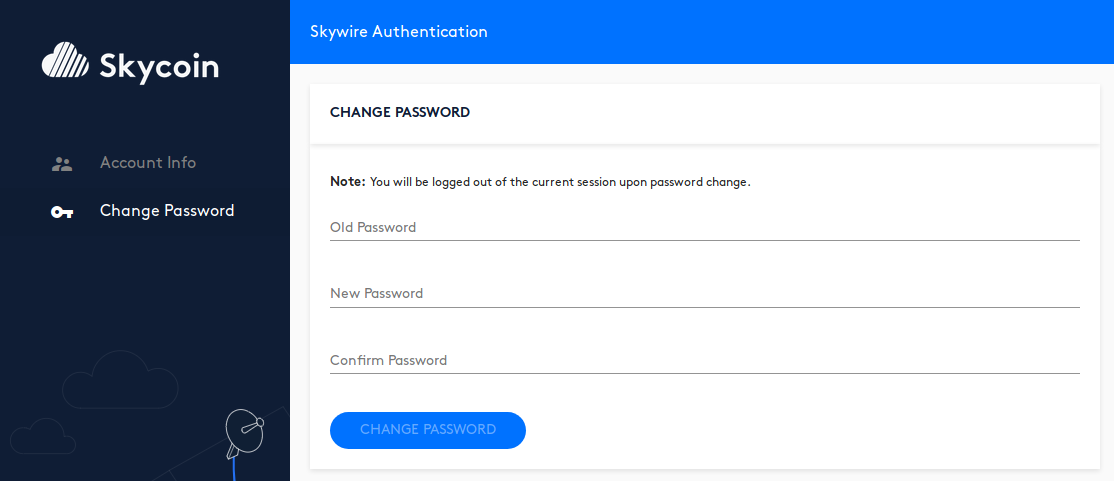 Skycoin
Account Info
Change Password
Skywire Authentication
CHANGE PASSWORD
Note: You will be logged out of the current session upon password change.
Old Password
New Password
Confirm Password
CHANGE PASSWORD